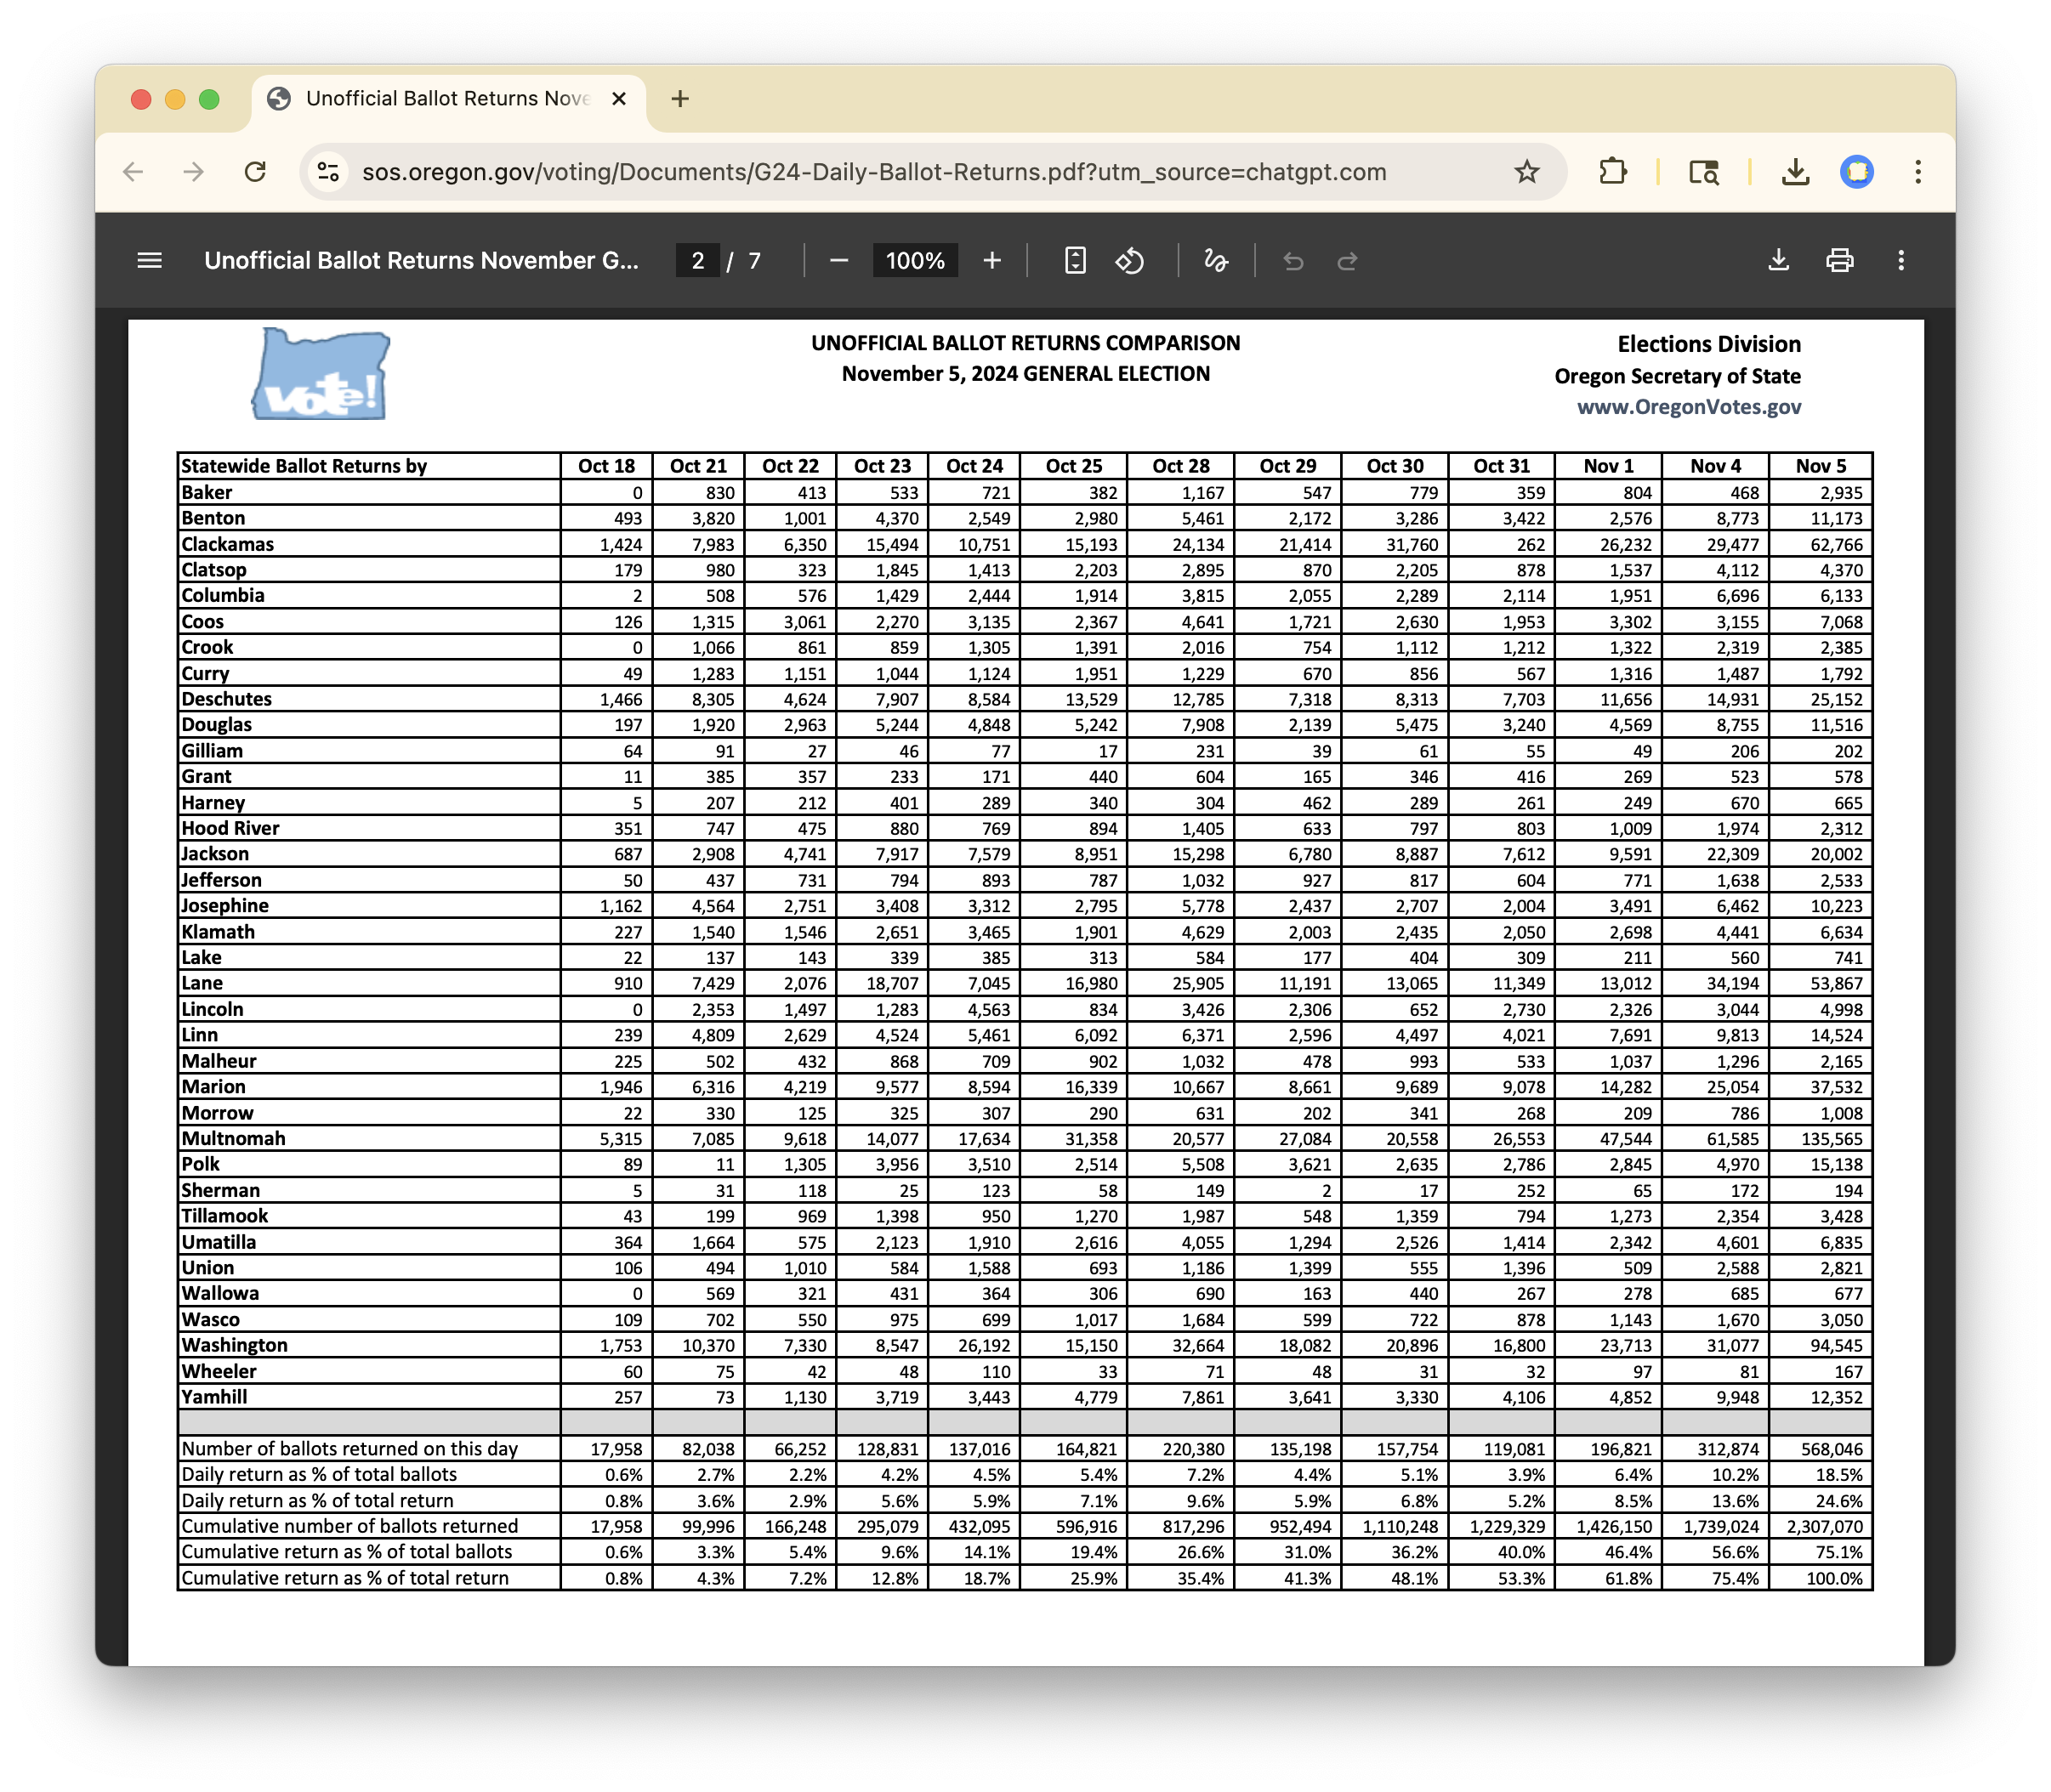 Unofficial Ballot Returns Nove
sos.oregon.gov/voting/Documents/G24-Daily-Ballot-Returns.pdf?utm_source=chatgpt.com
Unofficial Ballot Returns November G... 2 / 7 100%
vote!
UNOFFICIAL BALLOT RETURNS COMPARISON
November 5, 2024 GENERAL ELECTION
Elections Division
Oregon Secretary of State
www.OregonVotes.gov
Statewide Ballot Returns by Oct 18 Oct 21 Oct 22 Oct 23 Oct 24 Oct 25 Oct 28 Oct 29 Oct 30 Oct 31 Nov 1 Nov 4 Nov 5
Baker 0 830 413 533 721 382 1,167 547 779 359 804 468 2,935
Benton 493 3,820 1,001 4,370 2,549 2,980 5,461 2,172 3,286 3,422 2,576 8,773 11,173
Clackamas 1,424 7,983 6,350 15,494 10,751 15,193 24,134 21,414 31,760 262 26,232 29,477 62,766
Clatsop 179 980 323 1,845 1,413 2,203 2,895 870 2,205 878 1,537 4,112 4,370
Columbia 2 508 576 1,429 2,444 1,914 3,815 2,055 2,289 2,114 1,951 6,696 6,133
Coos 126 1,315 3,061 2,270 3,135 2,367 4,641 1,721 2,630 1,953 3,302 3,155 7,068
Crook 0 1,066 861 859 1,305 1,391 2,016 754 1,112 1,212 1,322 2,319 2,385
Curry 49 1,283 1,151 1,044 1,124 1,951 1,229 670 856 567 1,316 1,487 1,792
Deschutes 1,466 8,305 4,624 7,907 8,584 13,529 12,785 7,318 8,313 7,703 11,656 14,931 25,152
Douglas 197 1,920 2,963 5,244 4,848 5,242 7,908 2,139 5,475 3,240 4,569 8,755 11,516
Gilliam 64 91 27 46 77 17 231 39 61 55 49 206 202
Grant 11 385 357 233 171 440 604 165 346 416 269 523 578
Harney 5 207 212 401 289 340 304 462 289 261 249 670 665
Hood River 351 747 475 880 769 894 1,405 633 797 803 1,009 1,974 2,312
Jackson 687 2,908 4,741 7,917 7,579 8,951 15,298 6,780 8,887 7,612 9,591 22,309 20,002
Jefferson 50 437 731 794 893 787 1,032 927 817 604 771 1,638 2,533
Josephine 1,162 4,564 2,751 3,408 3,312 2,795 5,778 2,437 2,707 2,004 3,491 6,462 10,223
Klamath 227 1,540 1,546 2,651 3,465 1,901 4,629 2,003 2,435 2,050 2,698 4,441 6,634
Lake 22 137 143 339 385 313 584 177 404 309 211 560 741
Lane 910 7,429 2,076 18,707 7,045 16,980 25,905 11,191 13,065 11,349 13,012 34,194 53,867
Lincoln 0 2,353 1,497 1,283 4,563 834 3,426 2,306 652 2,730 2,326 3,044 4,998
Linn 239 4,809 2,629 4,524 5,461 6,092 6,371 2,596 4,497 4,021 7,691 9,813 14,524
Malheur 225 502 432 868 709 902 1,032 478 993 533 1,037 1,296 2,165
Marion 1,946 6,316 4,219 9,577 8,594 16,339 10,667 8,661 9,689 9,078 14,282 25,054 37,532
Morrow 22 330 125 325 307 290 631 202 341 268 209 786 1,008
Multnomah 5,315 7,085 9,618 14,077 17,634 31,358 20,577 27,084 20,558 26,553 47,544 61,585 135,565
Polk 89 11 1,305 3,956 3,510 2,514 5,508 3,621 2,635 2,786 2,845 4,970 15,138
Sherman 5 31 118 25 123 58 149 2 17 252 65 172 194
Tillamook 43 199 969 1,398 950 1,270 1,987 548 1,359 794 1,273 2,354 3,428
Umatilla 364 1,664 575 2,123 1,910 2,616 4,055 1,294 2,526 1,414 2,342 4,601 6,835
Union 106 494 1,010 584 1,588 693 1,186 1,399 555 1,396 509 2,588 2,821
Wallowa 0 569 321 431 364 306 690 163 440 267 278 685 677
Wasco 109 702 550 975 699 1,017 1,684 599 722 878 1,143 1,670 3,050
Washington 1,753 10,370 7,330 8,547 26,192 15,150 32,664 18,082 20,896 16,800 23,713 31,077 94,545
Wheeler 60 75 42 48 110 33 71 48 31 32 97 81 167
Yamhill 257 73 1,130 3,719 3,443 4,779 7,861 3,641 3,330 4,106 4,852 9,948 12,352
Number of ballots returned on this day 17,958 82,038 66,252 128,831 137,016 164,821 220,380 135,198 157,754 119,081 196,821 312,874 568,046
Daily return as % of total ballots 0.6% 2.7% 2.2% 4.2% 4.5% 5.4% 7.2% 4.4% 5.1% 3.9% 6.4% 10.2% 18.5%
Daily return as % of total return 0.8% 3.6% 2.9% 5.6% 5.9% 7.1% 9.6% 5.9% 6.8% 5.2% 8.5% 13.6% 24.6%
Cumulative number of ballots returned 17,958 99,996 166,248 295,079 432,095 596,916 817,296 952,494 1,110,248 1,229,329 1,426,150 1,739,024 2,307,070
Cumulative return as % of total ballots 0.6% 3.3% 5.4% 9.6% 14.1% 19.4% 26.6% 31.0% 36.2% 40.0% 46.4% 56.6% 75.1%
Cumulative return as % of total return 0.8% 4.3% 7.2% 12.8% 18.7% 25.9% 35.4% 41.3% 48.1% 53.3% 61.8% 75.4% 100.0%